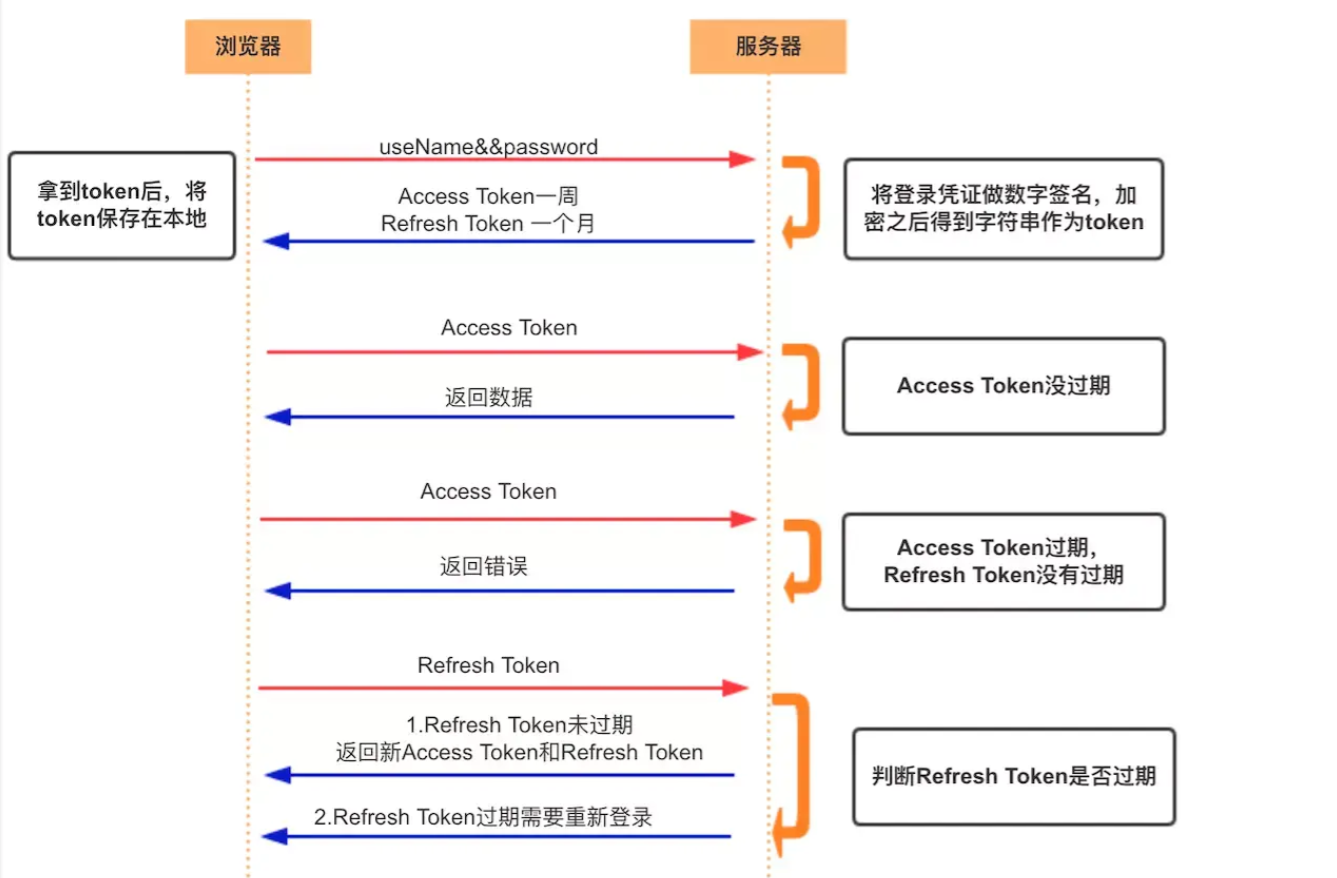 浏览器
服务器
useName&&password
拿到token后，将
token保存在本地
Access Token一周
Refresh Token 一个月
将登录凭证做数字签名，加
密之后得到字符串作为token
Access Token
返回数据
Access Token没过期
Access Token
返回错误
Access Token过期，
Refresh Token没有过期
Refresh Token
1.Refresh Token未过期
返回新Access Token和Refresh Token
2.Refresh Token过期需要重新登录
判断Refresh Token是否过期